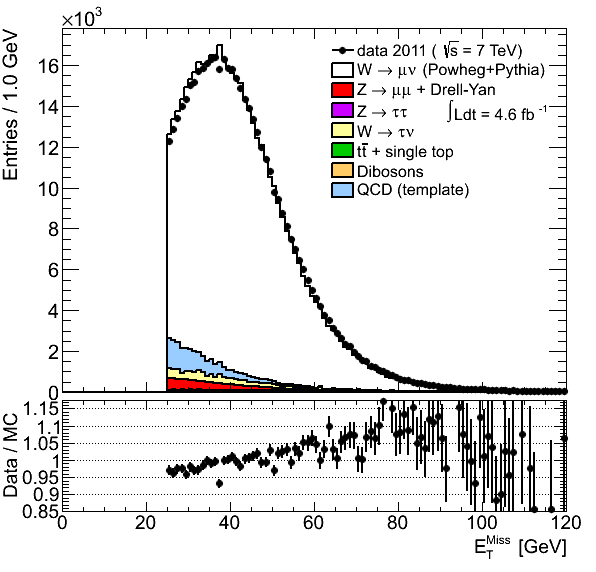 ×10³
Entries / 1.0 GeV
16
14
12
10
8
6
4
2
0
data 2011 ( √s = 7 TeV)
W → μν (Powheg+Pythia)
Z → μμ + Drell-Yan
Z → ττ
∫Ldt = 4.6 fb⁻¹
W → τν
tt̅ + single top
Dibosons
QCD (template)
Data / MC
1.15
1.1
1.05
1
0.95
0.9
0.85
0 20 40 60 80 100 120
E_T^Miss [GeV]